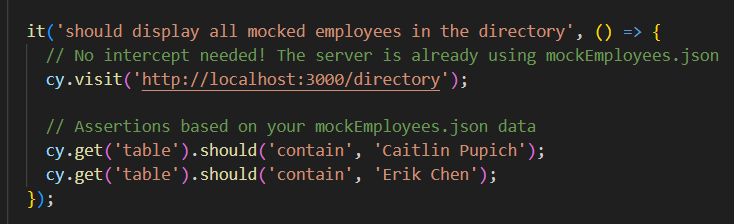 it('should display all mocked employees in the directory', () => {
// No intercept needed! The server is already using mockEmployees.json
cy.visit('http://localhost:3000/directory');
// Assertions based on your mockEmployees.json data
cy.get('table').should('contain', 'Caitlin Pupich');
cy.get('table').should('contain', 'Erik Chen');
});